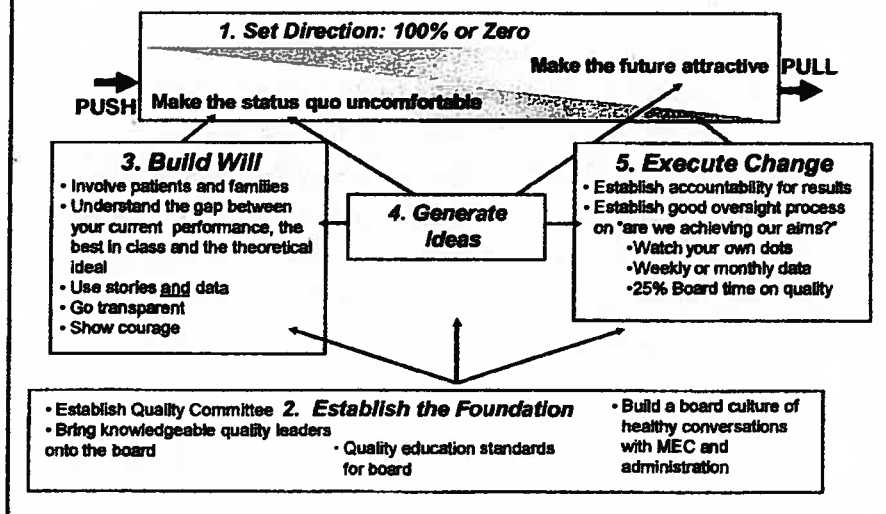 1. Set Direction: 100% or Zero
Make the future attractive
PULL
PUSH
Make the status quo uncomfortable
3. Build Will
• Involve patients and families
• Understand the gap between
your current performance, the
best in class and the theoretical
ideal
• Use stories and data
• Go transparent
• Show courage
4. Generate
Ideas
5. Execute Change
• Establish accountability for results
• Establish good oversight process
on "are we achieving our aims?"
•Watch your own dots
•Weekly or monthly data
•25% Board time on quality
2. Establish the Foundation
• Establish Quality Committee
• Bring knowledgeable quality leaders
onto the board
• Quality education standards
for board
• Build a board culture of
healthy conversations
with MEC and
administration